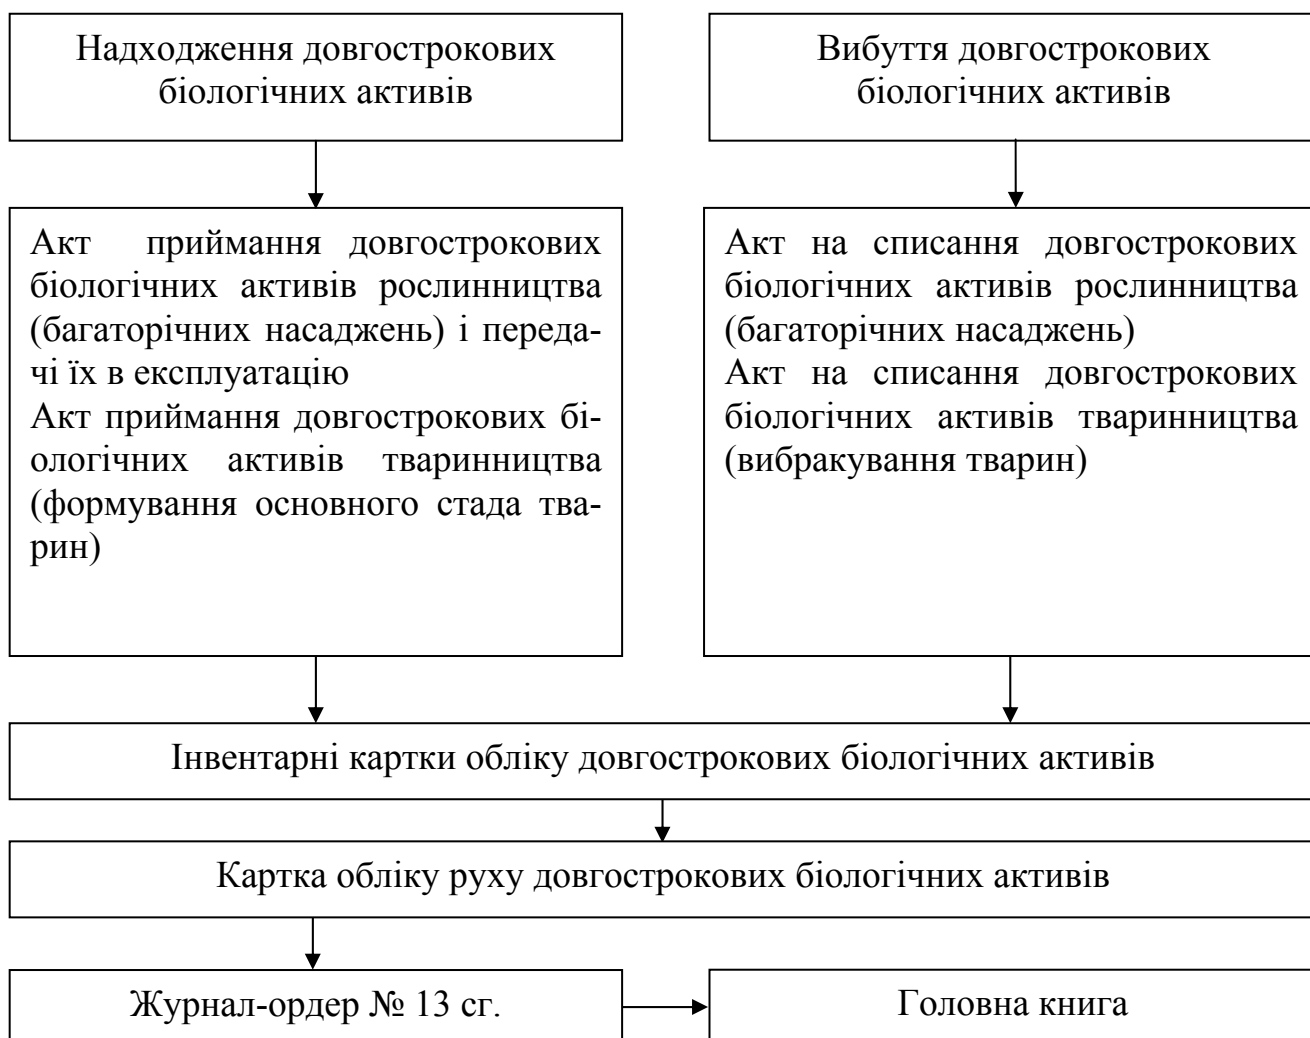 Надходження довгострокових
біологічних активів
Вибуття довгострокових
біологічних активів
Акт приймання довгострокових
біологічних активів рослинництва
(багаторічних насаджень) і переда-
чі їх в експлуатацію
Акт приймання довгострокових бі-
ологічних активів тваринництва
(формування основного стада тва-
рин)
Акт на списання довгострокових
біологічних активів рослинництва
(багаторічних насаджень)
Акт на списання довгострокових
біологічних активів тваринництва
(вибракування тварин)
Інвентарні картки обліку довгострокових біологічних активів
Картка обліку руху довгострокових біологічних активів
Журнал-ордер № 13 сг.
Головна книга